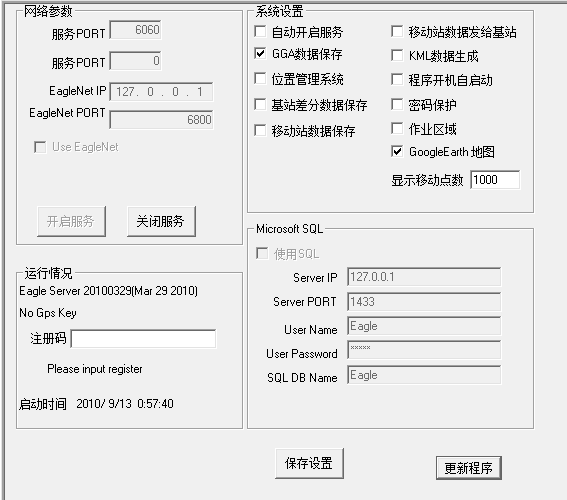 网络参数
服务PORT 6060
服务PORT 0
EagleNet IP 127. 0 . 0 . 1
EagleNet PORT 6800
Use EagleNet
开启服务 关闭服务
系统设置
自动开启服务 移动站数据发给基站
GGA数据保存 KML数据生成
位置管理系统 程序开机自启动
基站差分数据保存 密码保护
移动站数据保存 作业区域
GoogleEarth 地图
显示移动点数 1000
运行情况
Eagle Server 20100329(Mar 29 2010)
No Gps Key
注册码
Please input register
启动时间 2010/ 9/13 0:57:40
Microsoft SQL
使用SQL
Server IP 127.0.0.1
Server PORT 1433
User Name Eagle
User Password *****
SQL DB Name Eagle
保存设置 更新程序